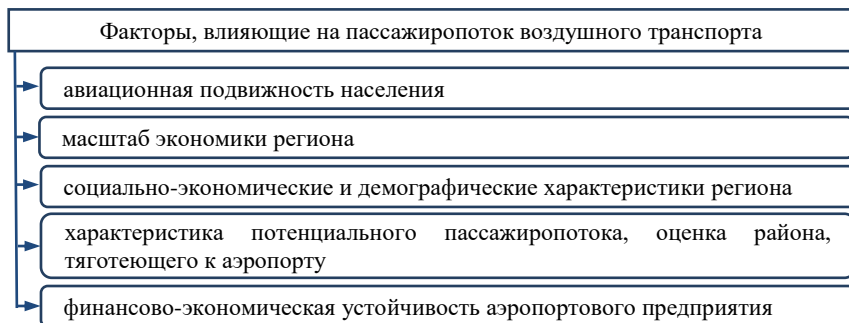 Факторы, влияющие на пассажиропоток воздушного транспорта
авиационная подвижность населения
масштаб экономики региона
социально-экономические и демографические характеристики региона
характеристика потенциального пассажиропотока, оценка района,
тяготеющего к аэропорту
финансово-экономическая устойчивость аэропортового предприятия